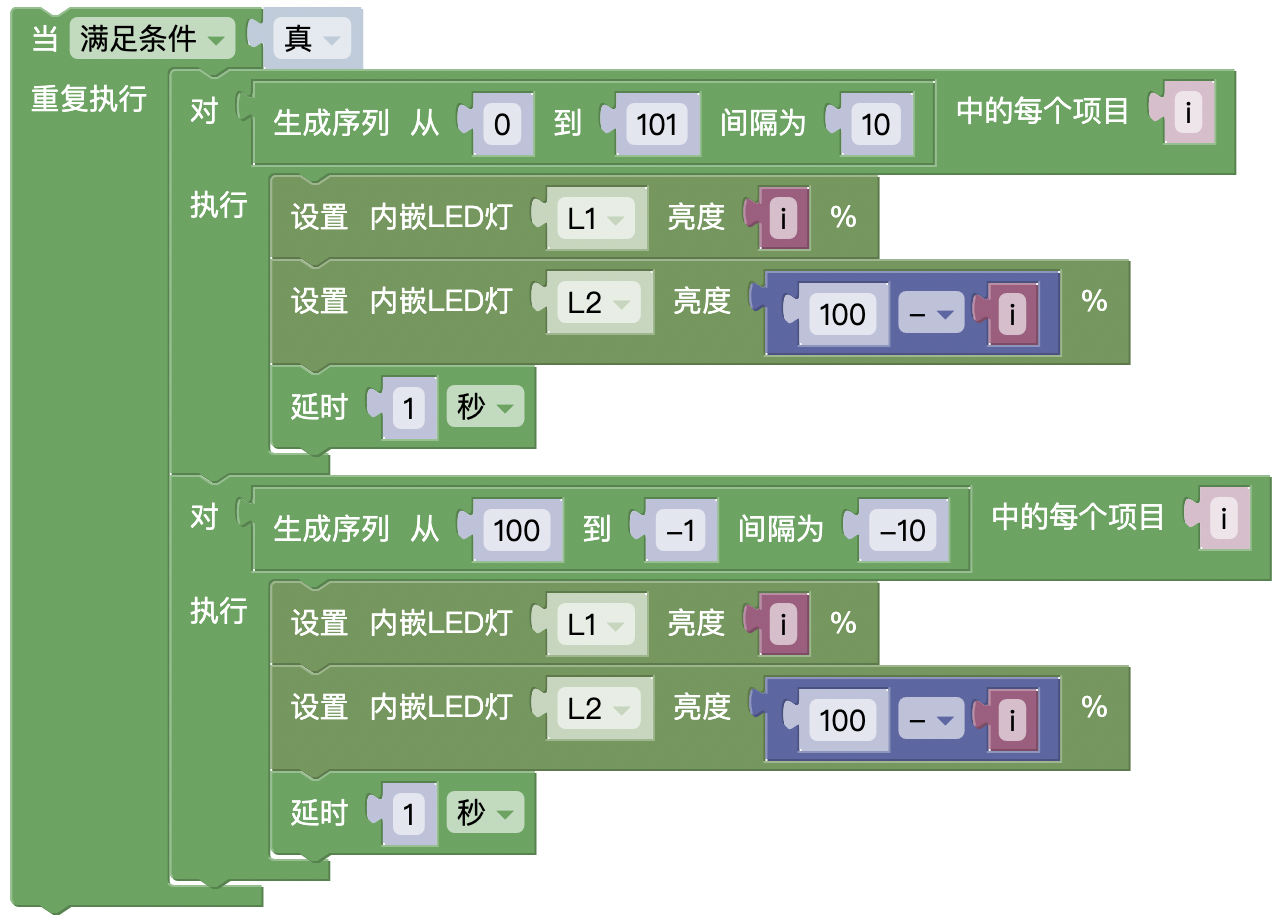 当 满足条件 真
重复执行 对 生成序列 从 0 到 101 间隔为 10 中的每个项目 i
执行 设置 内嵌LED灯 L1 亮度 i %
设置 内嵌LED灯 L2 亮度 100 – i %
延时 1 秒
对 生成序列 从 100 到 –1 间隔为 –10 中的每个项目 i
执行 设置 内嵌LED灯 L1 亮度 i %
设置 内嵌LED灯 L2 亮度 100 – i %
延时 1 秒